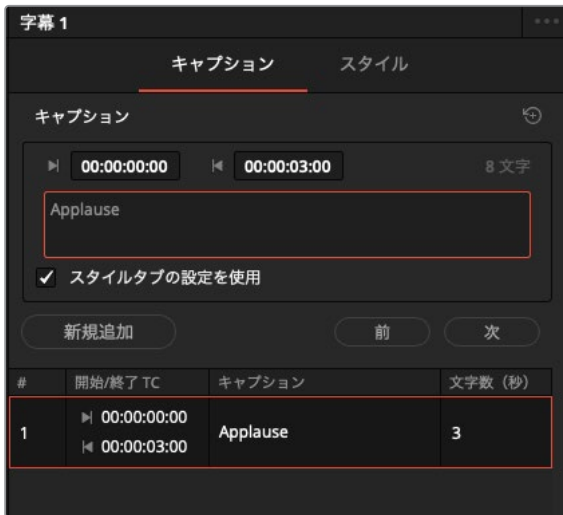 字幕 1
キャプション スタイル
キャプション
00:00:00:00 00:00:03:00 8 文字
Applause
スタイルタブの設定を使用
新規追加 前 次
# 開始/終了 TC キャプション 文字数（秒）
1 00:00:00:00 Applause 3
00:00:03:00